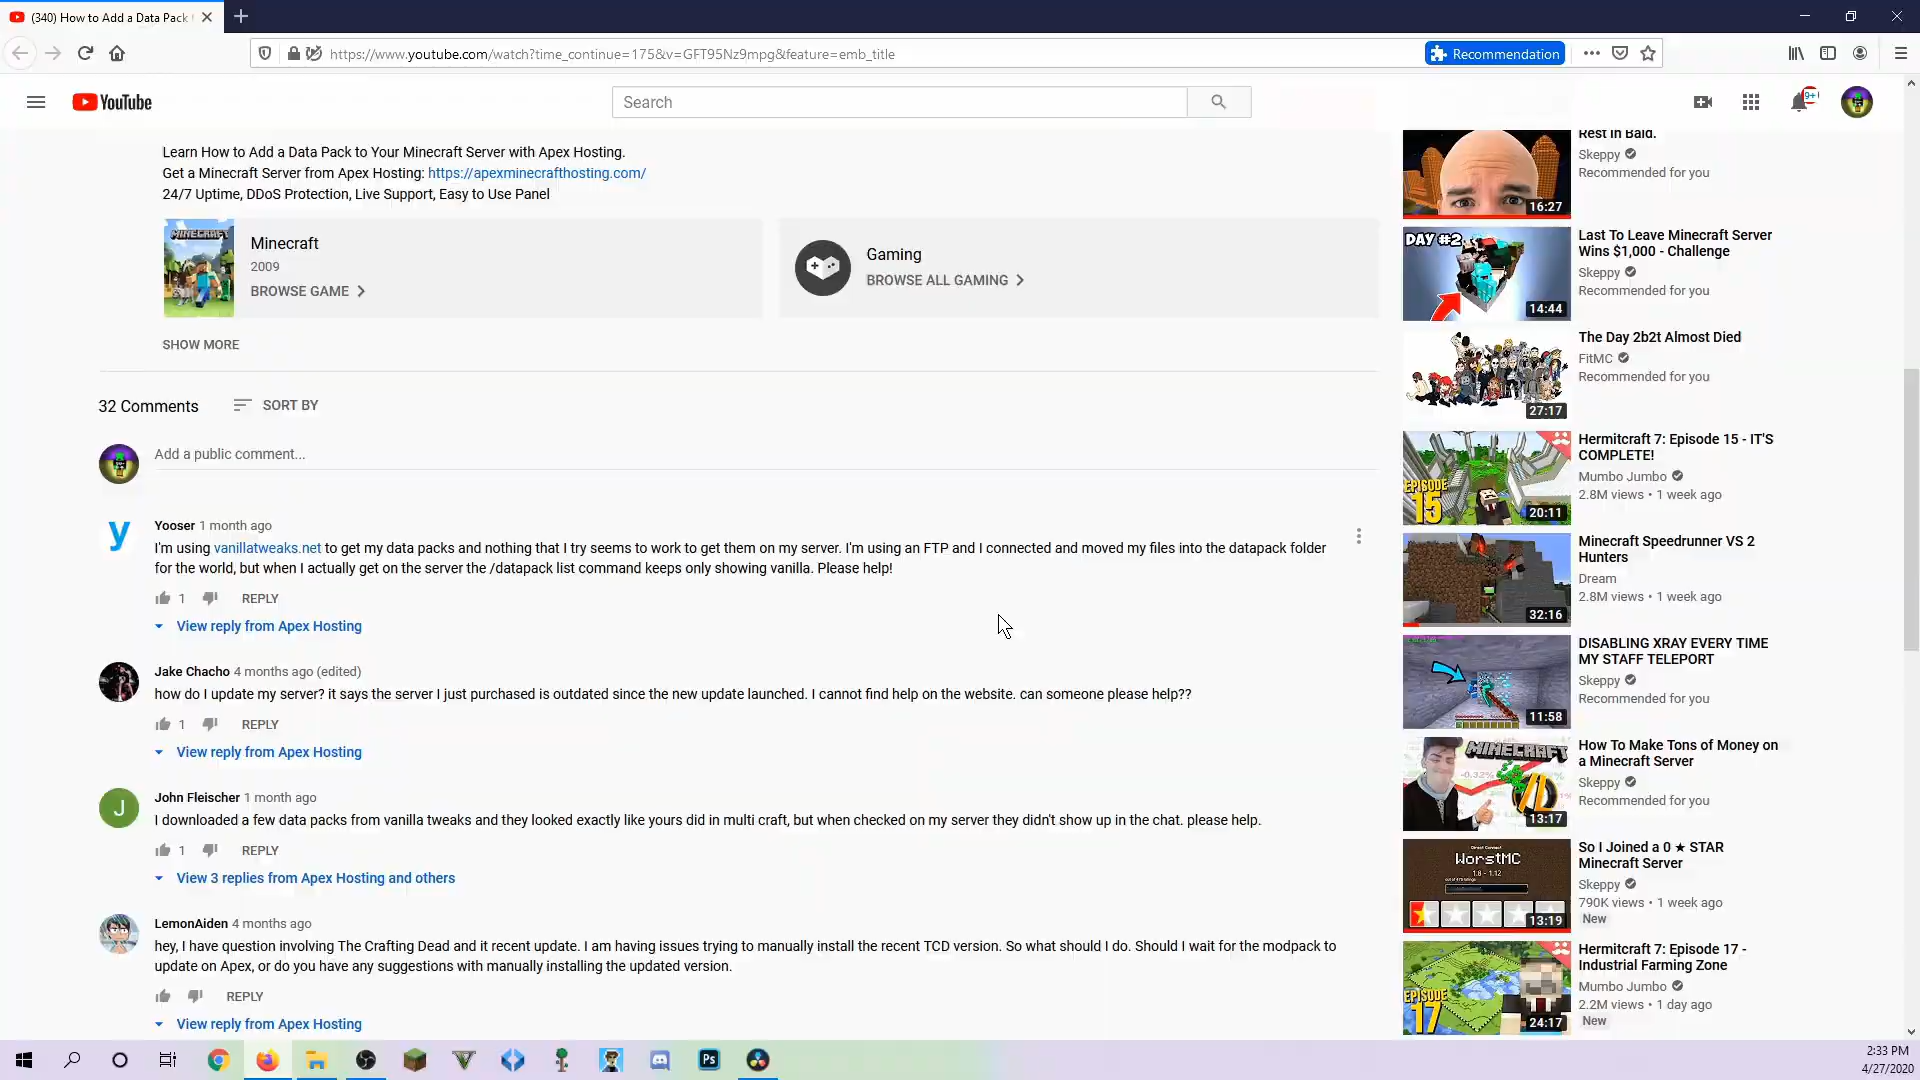 (340) How to Add a Data Pack
https://www.youtube.com/watch?time_continue=175&v=GFT95Nz9mpg&feature=emb_title
Recommendation
YouTube
Search
9+
Learn How to Add a Data Pack to Your Minecraft Server with Apex Hosting.
Get a Minecraft Server from Apex Hosting: https://apexminecrafthosting.com/
24/7 Uptime, DDoS Protection, Live Support, Easy to Use Panel
MINECRAFT
Minecraft
2009
BROWSE GAME
Gaming
BROWSE ALL GAMING
SHOW MORE
32 Comments
SORT BY
Add a public comment...
y
Yooser 1 month ago
I'm using vanillatweaks.net to get my data packs and nothing that I try seems to work to get them on my server. I'm using an FTP and I connected and moved my files into the datapack folder
for the world, but when I actually get on the server the /datapack list command keeps only showing vanilla. Please help!
1
REPLY
View reply from Apex Hosting
Jake Chacho 4 months ago (edited)
how do I update my server? it says the server I just purchased is outdated since the new update launched. I cannot find help on the website. can someone please help??
1
REPLY
View reply from Apex Hosting
J
John Fleischer 1 month ago
I downloaded a few data packs from vanilla tweaks and they looked exactly like yours did in multi craft, but when checked on my server they didn't show up in the chat. please help.
1
REPLY
View 3 replies from Apex Hosting and others
LemonAiden 4 months ago
hey, I have question involving The Crafting Dead and it recent update. I am having issues trying to manually install the recent TCD version. So what should I do. Should I wait for the modpack to
update on Apex, or do you have any suggestions with manually installing the updated version.
REPLY
View reply from Apex Hosting
16:27
Rest in Bald.
Skeppy
Recommended for you
DAY #2
14:44
Last To Leave Minecraft Server
Wins $1,000 - Challenge
Skeppy
Recommended for you
27:17
The Day 2b2t Almost Died
FitMC
Recommended for you
EPISODE
15
20:11
Hermitcraft 7: Episode 15 - IT'S
COMPLETE!
Mumbo Jumbo
2.8M views • 1 week ago
32:16
Minecraft Speedrunner VS 2
Hunters
Dream
2.8M views • 1 week ago
11:58
DISABLING XRAY EVERY TIME
MY STAFF TELEPORT
Skeppy
Recommended for you
MINECRAFT
-0.32%
13:17
How To Make Tons of Money on
a Minecraft Server
Skeppy
Recommended for you
Direct Connect
WorstMC
1.8 - 1.12
13:19
So I Joined a 0 ★ STAR
Minecraft Server
Skeppy
790K views • 1 week ago
New
EPISODE
17
24:17
Hermitcraft 7: Episode 17 -
Industrial Farming Zone
Mumbo Jumbo
2.2M views • 1 day ago
New
Ps
2:33 PM
4/27/2020